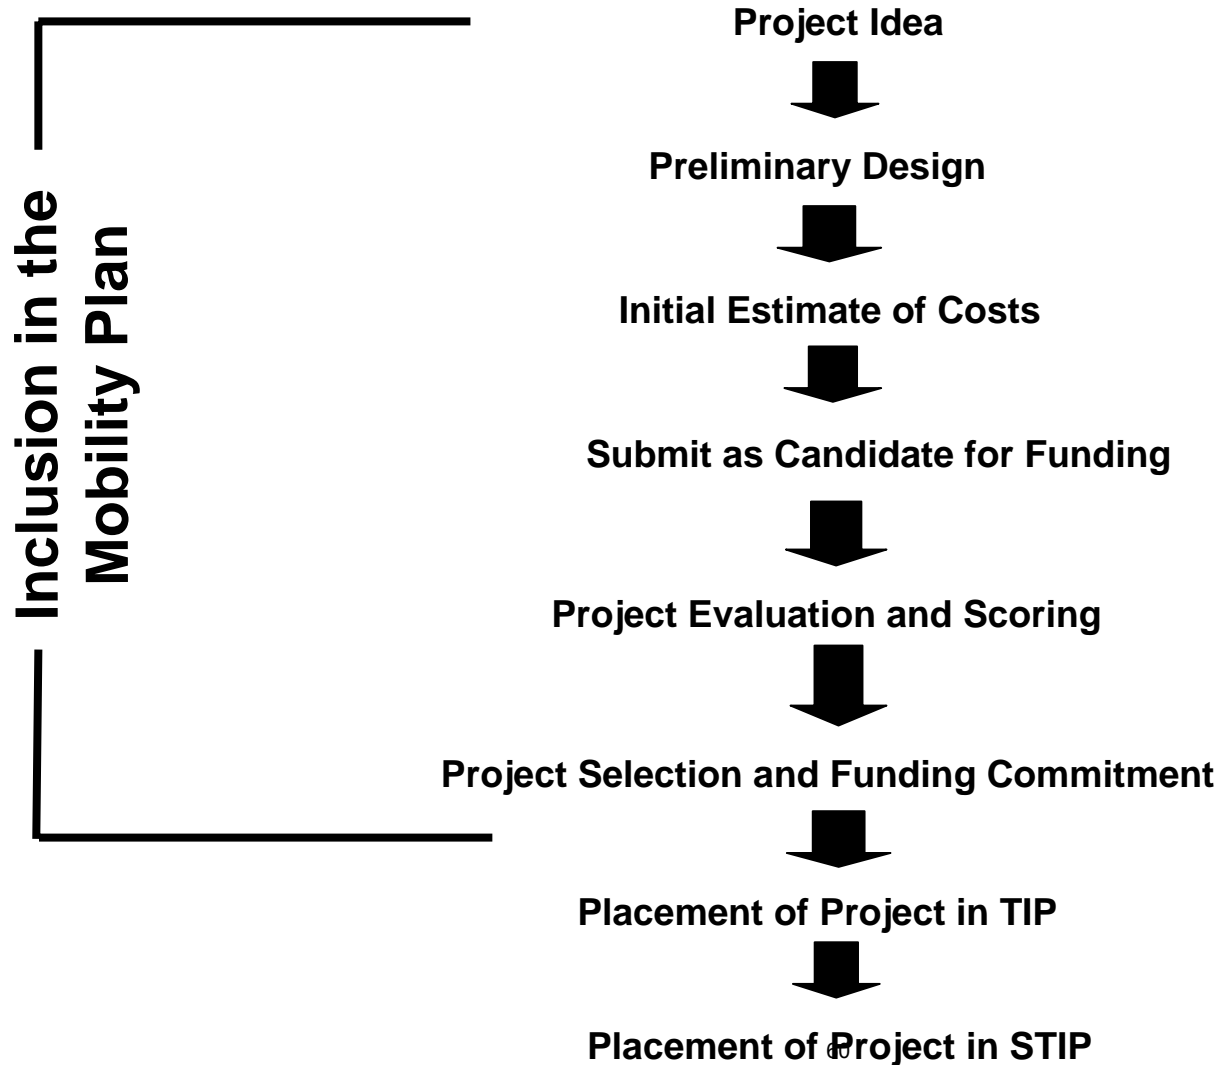 Project Idea
Preliminary Design
Initial Estimate of Costs
Submit as Candidate for Funding
Project Evaluation and Scoring
Project Selection and Funding Commitment
Placement of Project in TIP
Placement of Project in STIP
60
Inclusion in the
Mobility Plan